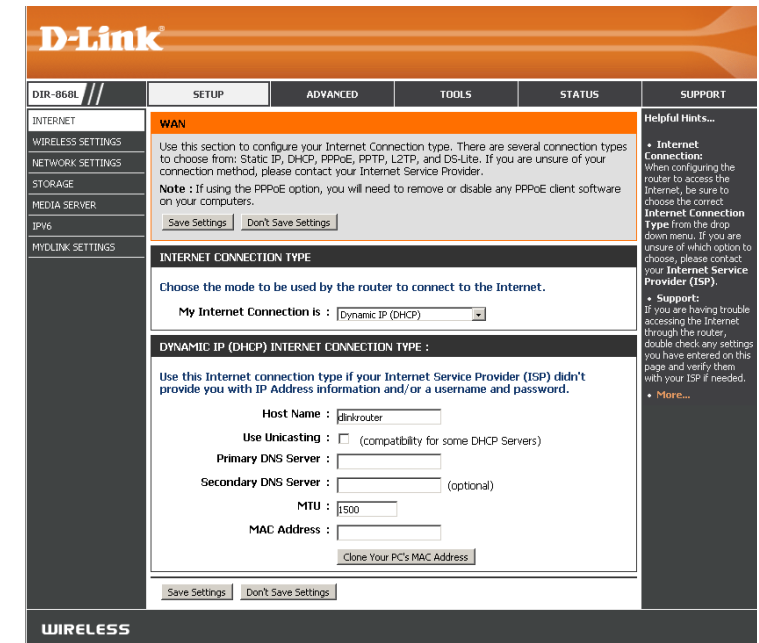 D-Link®
DIR-868L
SETUP
ADVANCED
TOOLS
STATUS
SUPPORT
INTERNET
WIRELESS SETTINGS
NETWORK SETTINGS
STORAGE
MEDIA SERVER
IPV6
MYDLINK SETTINGS
WAN
Use this section to configure your Internet Connection type. There are several connection types
to choose from: Static IP, DHCP, PPPoE, PPTP, L2TP, and DS-Lite. If you are unsure of your
connection method, please contact your Internet Service Provider.
Note : If using the PPPoE option, you will need to remove or disable any PPPoE client software
on your computers.
Save Settings
Don't Save Settings
INTERNET CONNECTION TYPE
Choose the mode to be used by the router to connect to the Internet.
My Internet Connection is : Dynamic IP (DHCP)
DYNAMIC IP (DHCP) INTERNET CONNECTION TYPE :
Use this Internet connection type if your Internet Service Provider (ISP) didn't
provide you with IP Address information and/or a username and password.
Host Name : dlinkrouter
Use Unicasting : (compatibility for some DHCP Servers)
Primary DNS Server :
Secondary DNS Server : (optional)
MTU : 1500
MAC Address :
Clone Your PC's MAC Address
Save Settings
Don't Save Settings
Helpful Hints...
• Internet
Connection:
When configuring the
router to access the
Internet, be sure to
choose the correct
Internet Connection
Type from the drop
down menu. If you are
unsure of which option to
choose, please contact
your Internet Service
Provider (ISP).
• Support:
If you are having trouble
accessing the Internet
through the router,
double check any settings
you have entered on this
page and verify them
with your ISP if needed.
• More...
WIRELESS